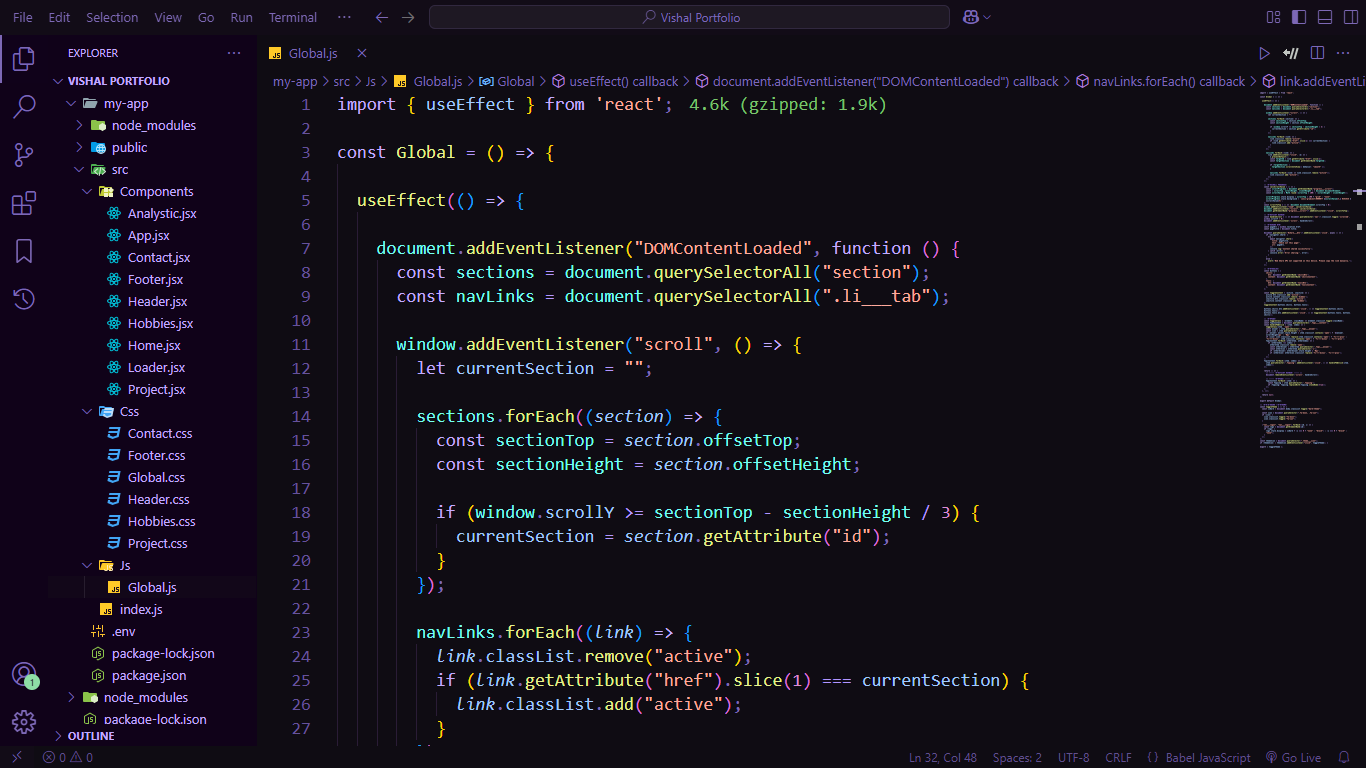 File Edit Selection View Go Run Terminal ··· Vishal Portfolio
EXPLORER ···
VISHAL PORTFOLIO
my-app
node_modules
public
src
Components
Analystic.jsx
App.jsx
Contact.jsx
Footer.jsx
Header.jsx
Hobbies.jsx
Home.jsx
Loader.jsx
Project.jsx
Css
Contact.css
Footer.css
Global.css
Header.css
Hobbies.css
Project.css
Js
Global.js
index.js
.env
package-lock.json
package.json
node_modules
package-lock.json
OUTLINE
1
JS Global.js
my-app > src > Js > JS Global.js > Global > useEffect() callback > document.addEventListener("DOMContentLoaded") callback > navLinks.forEach() callback > link.addEventLi
1 import { useEffect } from 'react'; 4.6k (gzipped: 1.9k)
2
3 const Global = () => {
4
5 useEffect(() => {
6
7 document.addEventListener("DOMContentLoaded", function () {
8 const sections = document.querySelectorAll("section");
9 const navLinks = document.querySelectorAll(".li___tab");
10
11 window.addEventListener("scroll", () => {
12 let currentSection = "";
13
14 sections.forEach((section) => {
15 const sectionTop = section.offsetTop;
16 const sectionHeight = section.offsetHeight;
17
18 if (window.scrollY >= sectionTop - sectionHeight / 3) {
19 currentSection = section.getAttribute("id");
20 }
21 });
22
23 navLinks.forEach((link) => {
24 link.classList.remove("active");
25 if (link.getAttribute("href").slice(1) === currentSection) {
26 link.classList.add("active");
27 }
0 0 Ln 32, Col 48 Spaces: 2 UTF-8 CRLF {} Babel JavaScript Go Live